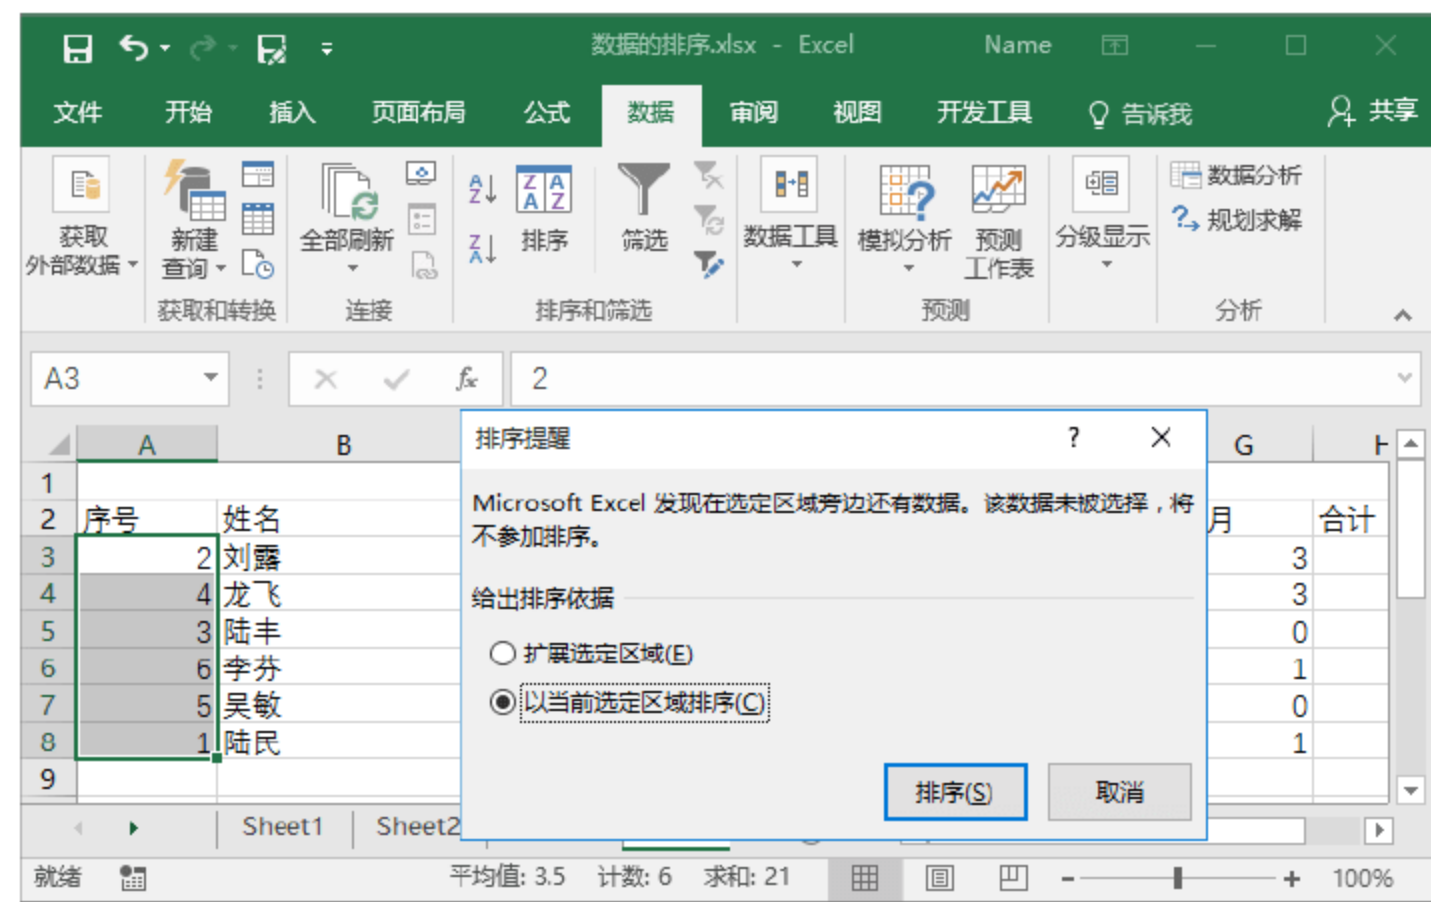 数据的排序.xlsx - Excel Name
文件 开始 插入 页面布局 公式 数据 审阅 视图 开发工具 告诉我 共享
获取 外部数据 新建 查询 全部刷新 排序 筛选 数据工具 模拟分析 预测 工作表 分级显示 数据分析 规划求解
获取和转换 连接 排序和筛选 预测 分析
A3 fx 2
A B G H
1
2 序号 姓名 月 合计
3 2 刘露 3
4 4 龙飞 3
5 3 陆丰 0
6 6 李芬 1
7 5 吴敏 0
8 1 陆民 1
9
排序提醒 ?
Microsoft Excel 发现在选定区域旁边还有数据。该数据未被选择，将
不参加排序。
给出排序依据
扩展选定区域(E)
以当前选定区域排序(C)
排序(S) 取消
Sheet1 Sheet2
就绪 平均值: 3.5 计数: 6 求和: 21 100%